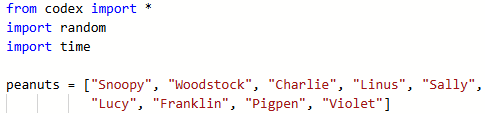 from codex import *
import random
import time
peanuts = ["Snoopy", "Woodstock", "Charlie", "Linus", "Sally",
"Lucy", "Franklin", "Pigpen", "Violet"]